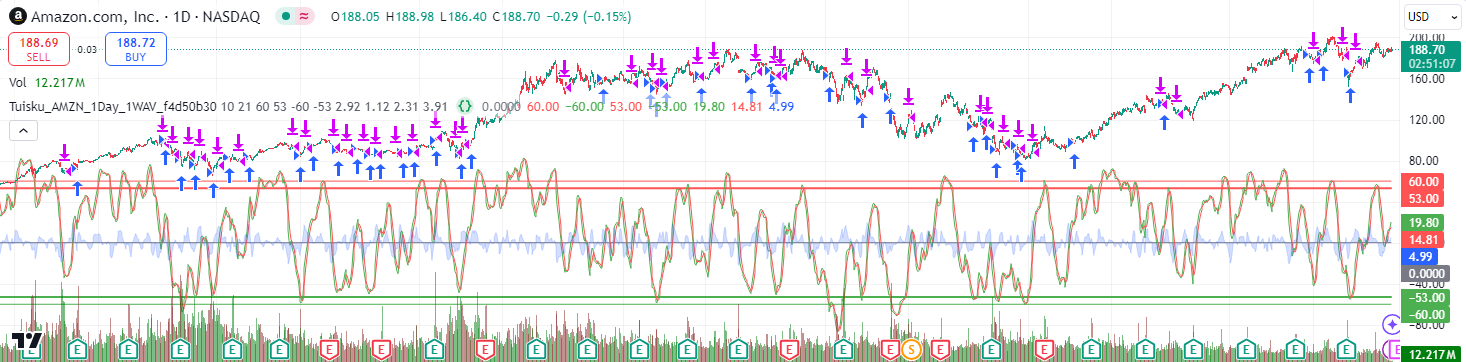 a Amazon.com, Inc. · 1D · NASDAQ ≈ O188.05 H188.98 L186.40 C188.70 −0.29 (−0.15%) USD
188.69 SELL 0.03 188.72 BUY
Vol 12.217M
Tuisku_AMZN_1Day_1WAV_f4d50b30 10 21 60 53 -60 -53 2.92 1.12 2.31 3.91 {} 0.0000 60.00 −60.00 53.00 −53.00 19.80 14.81 4.99
200.00
188.70
02:51:07
160.00
120.00
80.00
60.00
53.00
19.80
14.81
4.99
0.0000
−40.00
−53.00
−60.00
−80.00
12.217M
E E E E E E E E E E E E E E E E E E S E E E E E E E E E